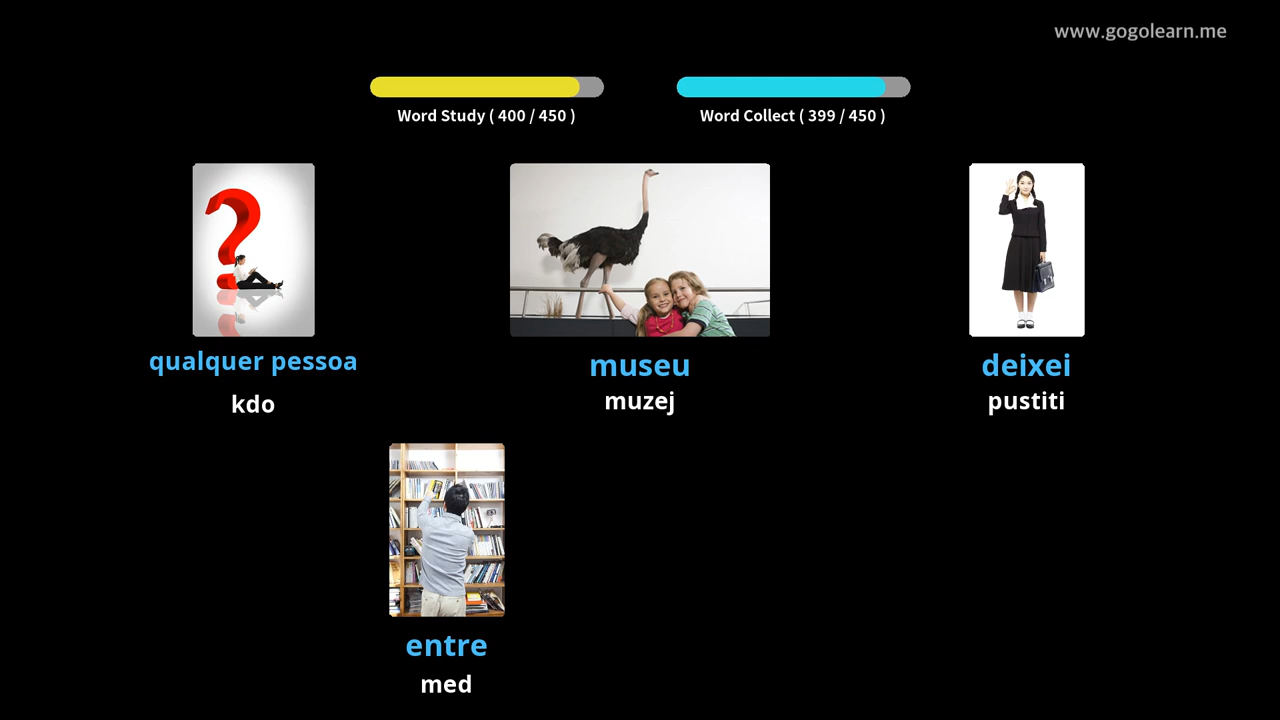 www.gogolearn.me
Word Study ( 400 / 450 )
Word Collect ( 399 / 450 )
qualquer pessoa
kdo
museu
muzej
deixei
pustiti
entre
med